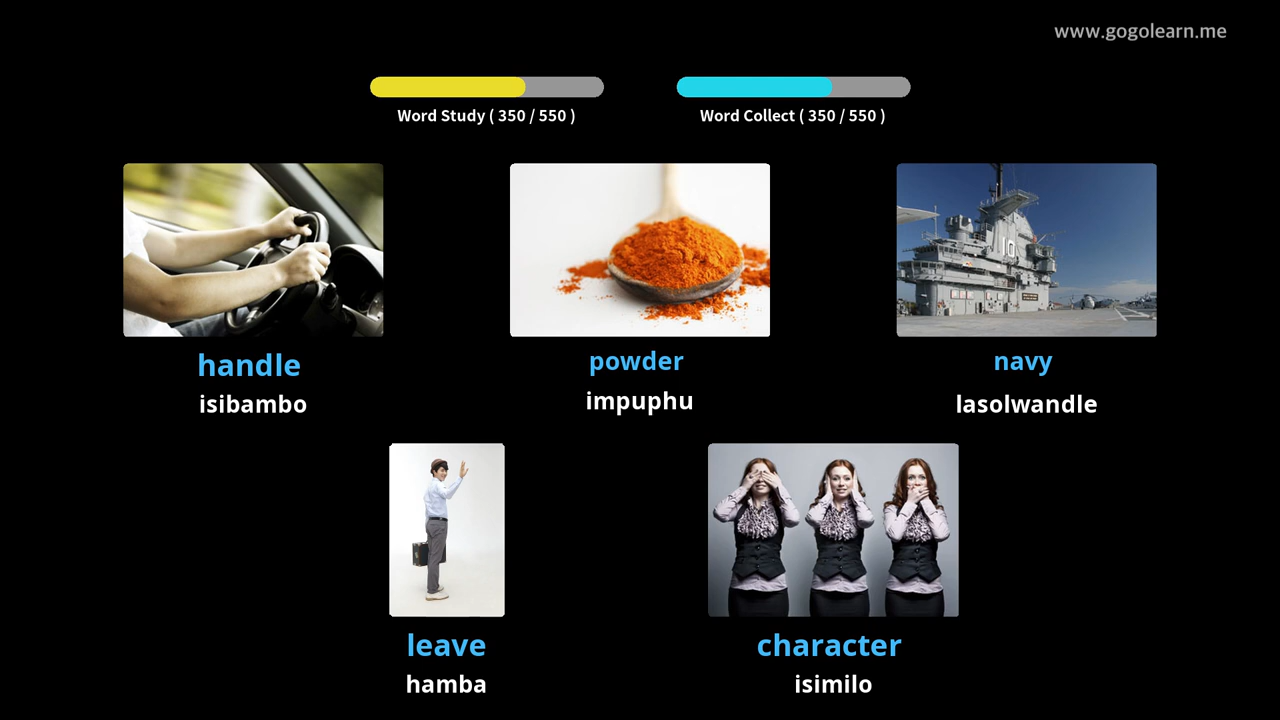 www.gogolearn.me
Word Study ( 350 / 550 )
Word Collect ( 350 / 550 )
10
handle
isibambo
powder
impuphu
navy
lasolwandle
leave
hamba
character
isimilo